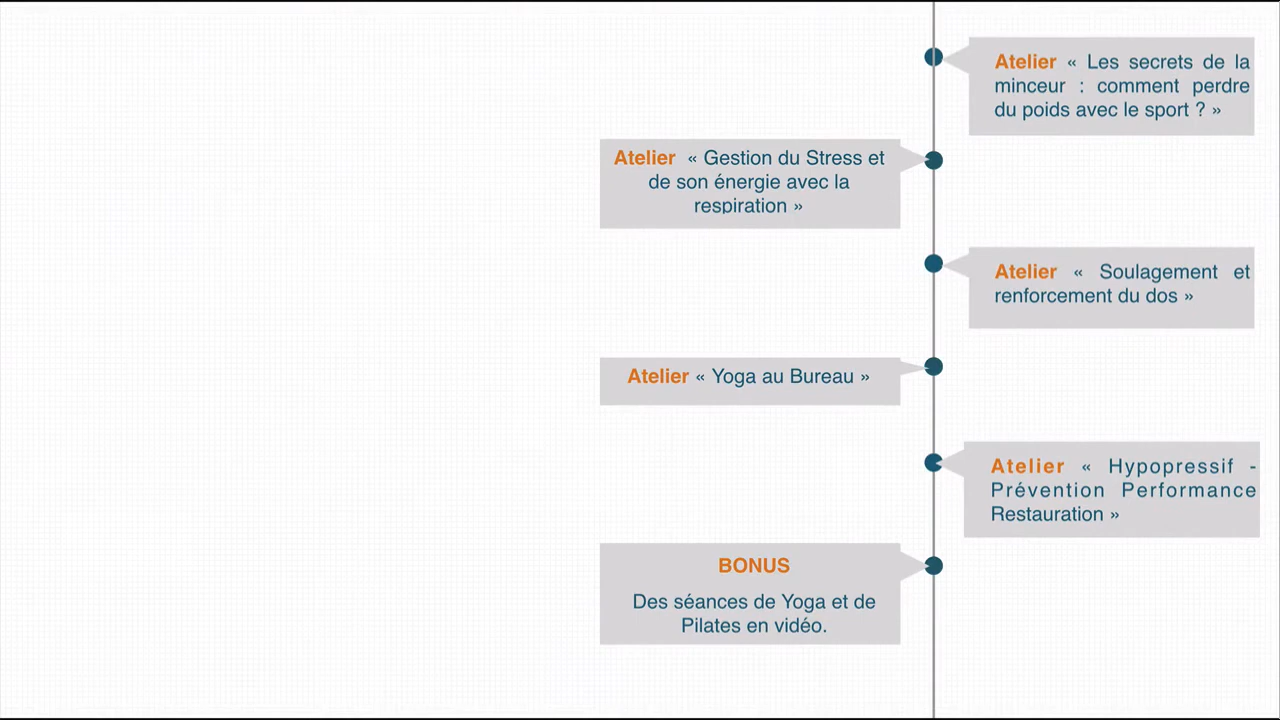 Atelier « Les secrets de la
minceur : comment perdre
du poids avec le sport ? »
Atelier « Gestion du Stress et
de son énergie avec la
respiration »
Atelier « Soulagement et
renforcement du dos »
Atelier « Yoga au Bureau »
Atelier « Hypopressif -
Prévention Performance
Restauration »
BONUS
Des séances de Yoga et de
Pilates en vidéo.